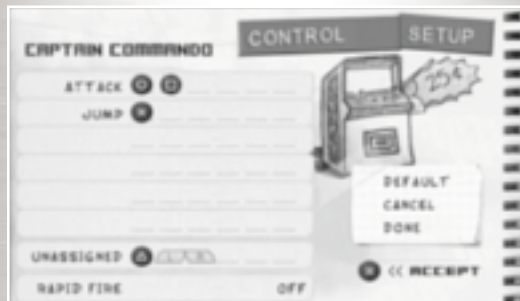 CONTROL SETUP
CAPTAIN COMMANDO
25¢
ATTACK
JUMP
DEFAULT
CANCEL
DONE
UNASSIGNED
<< ACCEPT
RAPID FIRE OFF